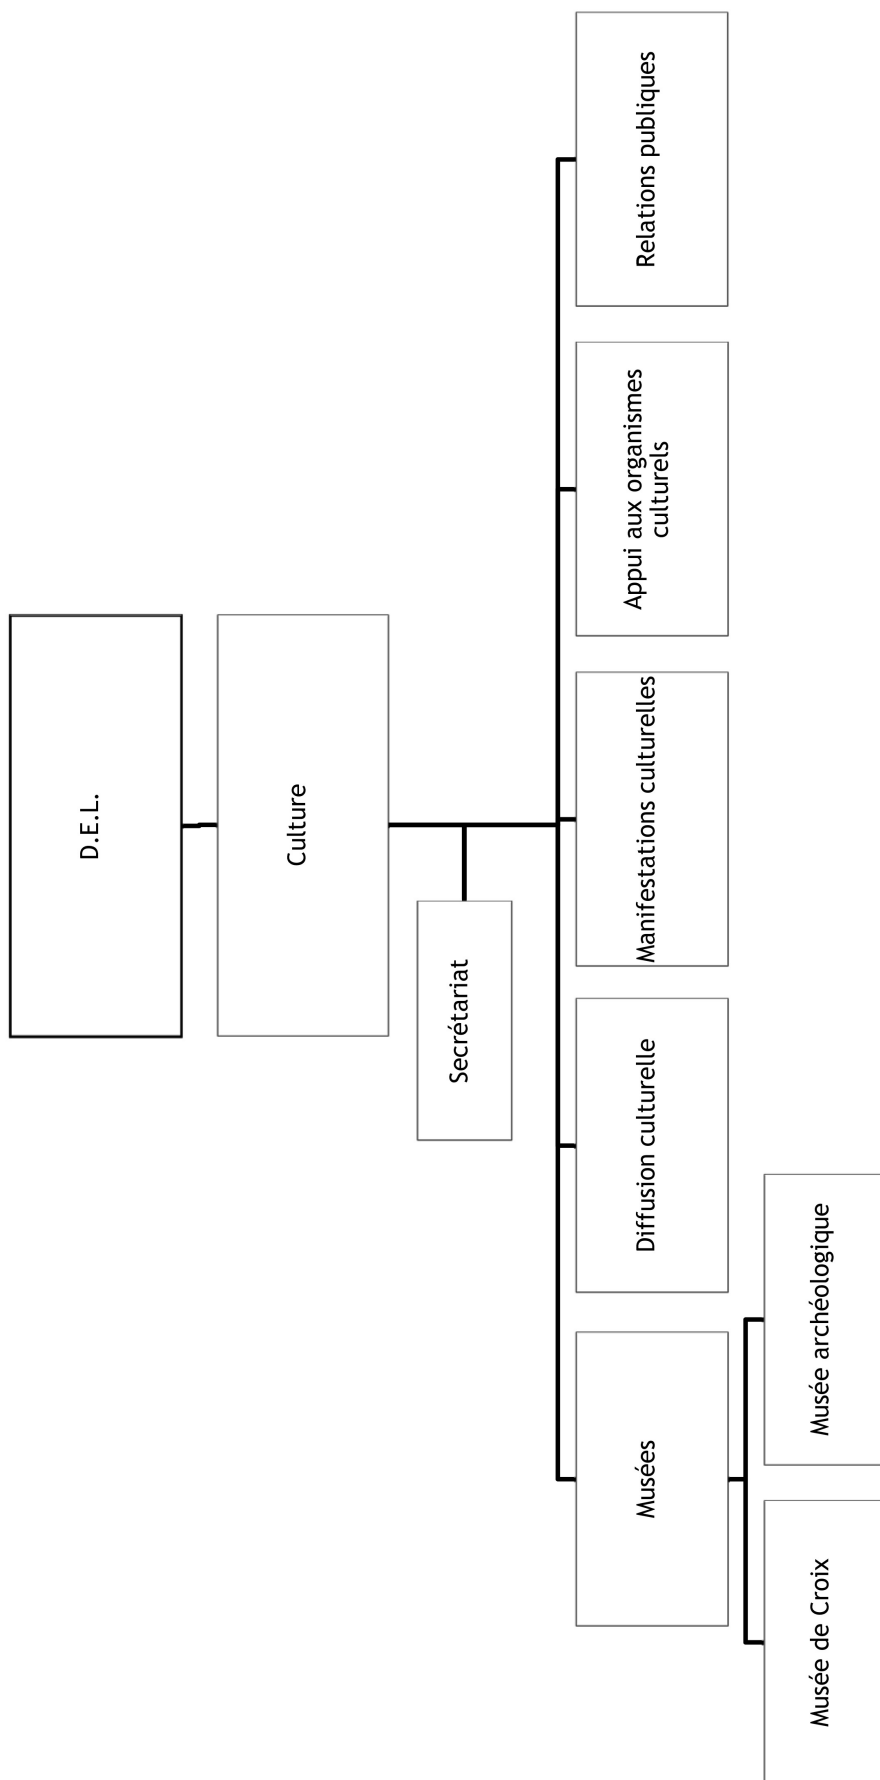 D.E.L.
Culture
Secrétariat
Musées
Diffusion culturelle
Manifestations culturelles
Appui aux organismes
culturels
Relations publiques
Musée de Croix
Musée archéologique